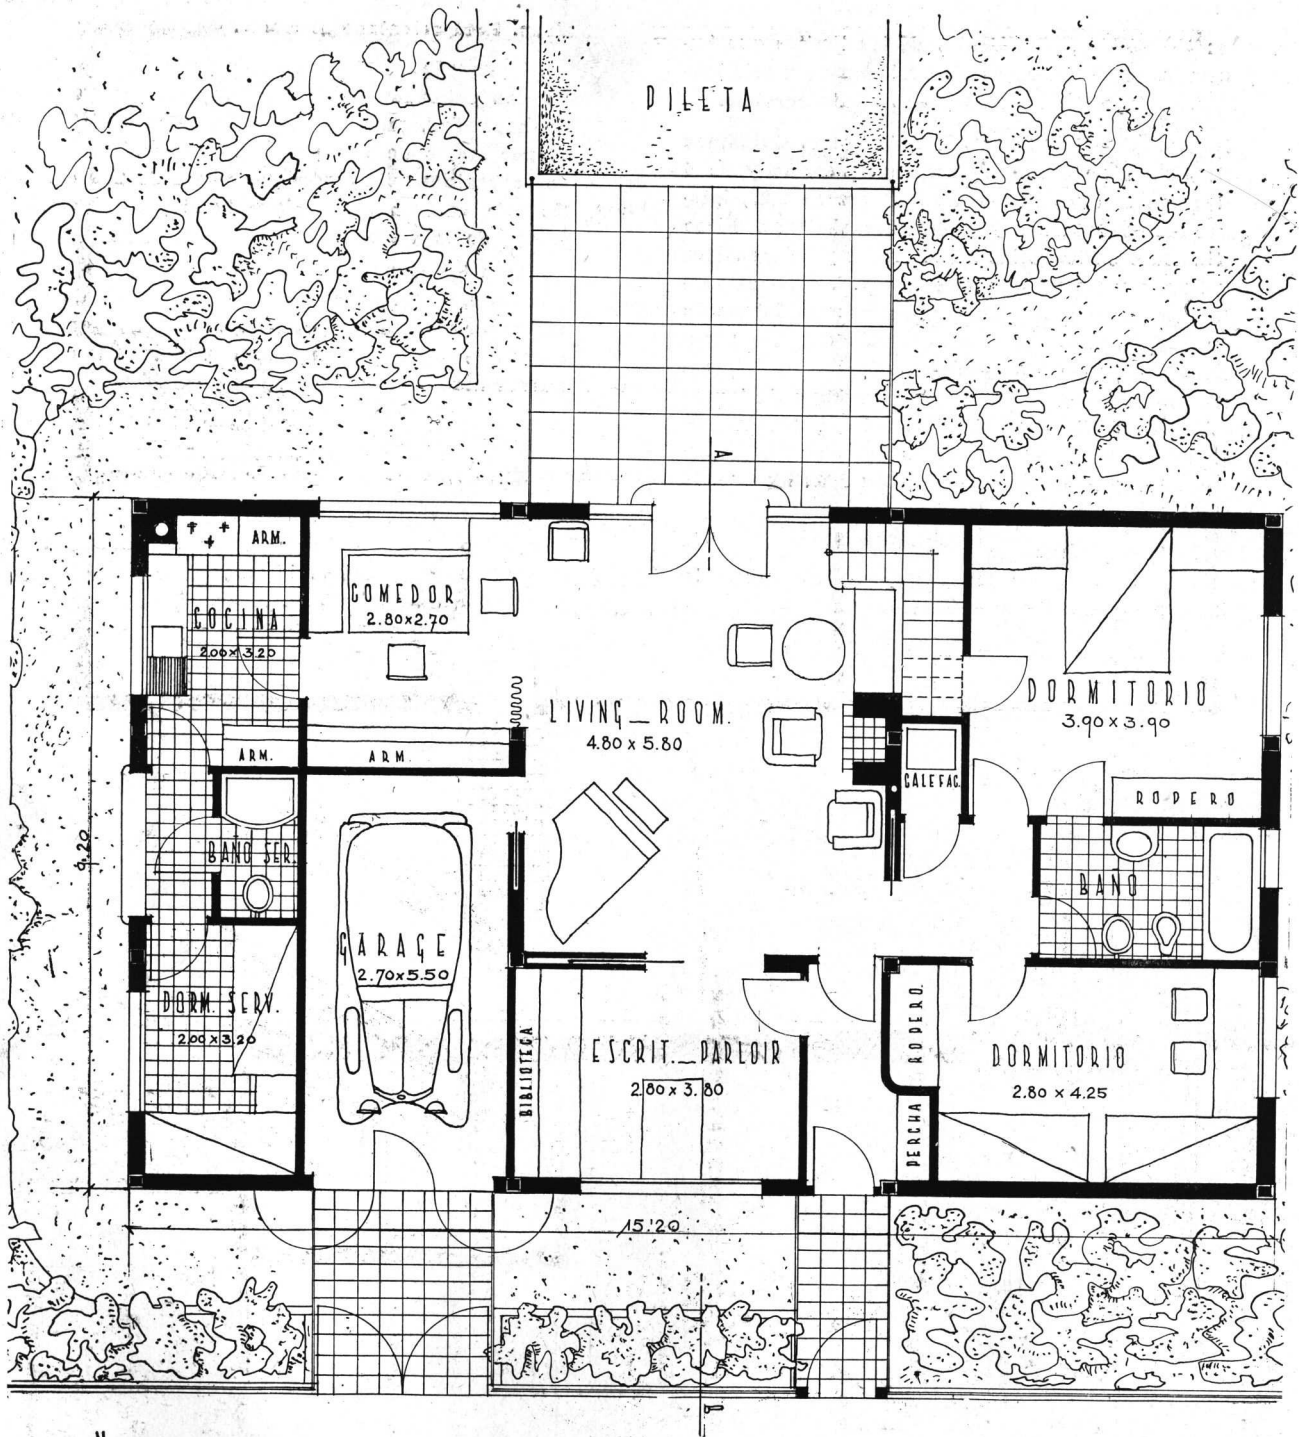 PILETA
A
ARM.
COMEDOR
2.80x2.70
COCINA
2.00x3.20
DORMITORIO
3.90x3.90
LIVING_ROOM.
4.80 x 5.80
ARM.
ARM.
CALEFAC.
ROPERO
9.20
BAÑO SER.
BAÑO
GARAGE
2.70x5.50
DORM. SERV.
2.00x3.20
BIBLIOTECA
ESCRIT._PARLOIR
2.80 x 3.80
ROPERO.
DORMITORIO
2.80 x 4.25
PERCHA
15.20